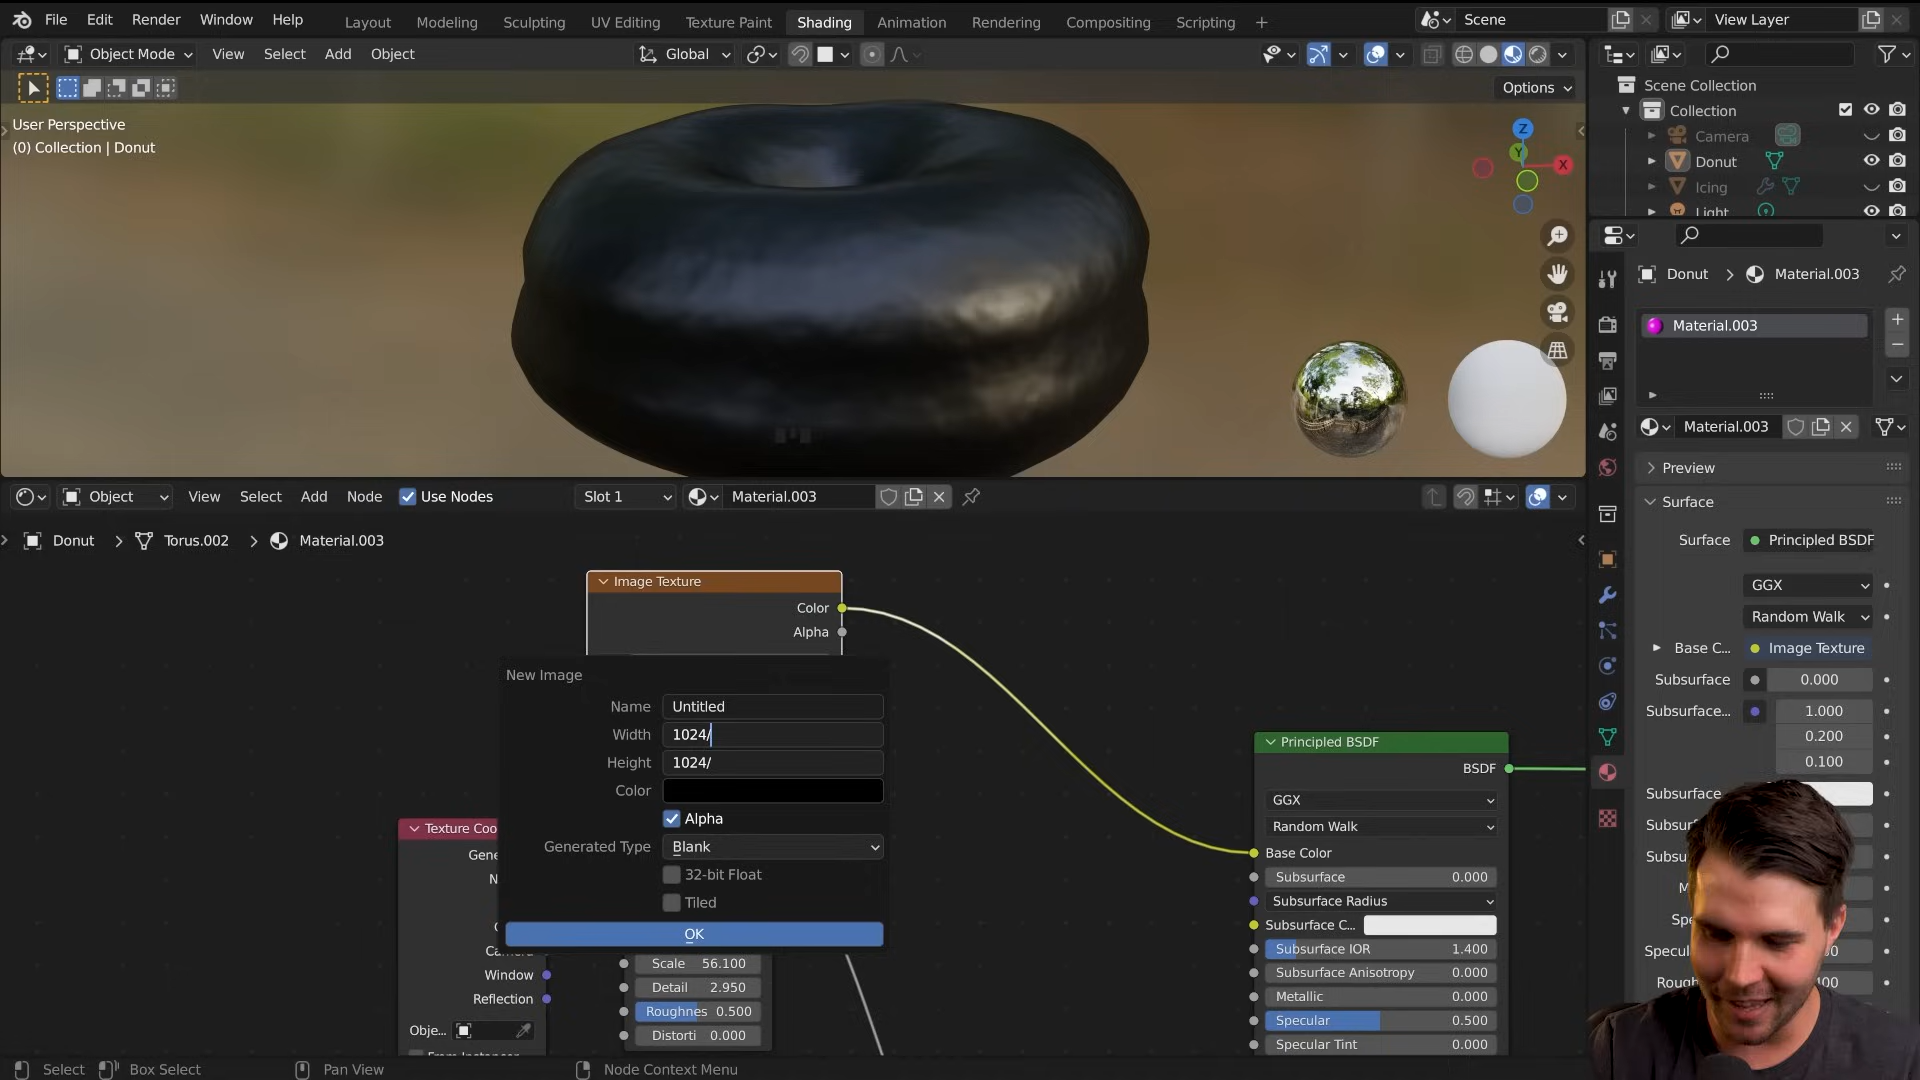 File Edit Render Window Help Layout Modeling Sculpting UV Editing Texture Paint Shading Animation Rendering Compositing Scripting + Scene View Layer
Object Mode View Select Add Object Global
Options
User Perspective
(0) Collection | Donut
Z
Y
X
Scene Collection
Collection
Camera
Donut
Icing
Light
Donut > Material.003
Material.003
Material.003
Preview
Surface
Surface Principled BSDF
GGX
Random Walk
Base C... Image Texture
Subsurface 0.000
Subsurface... 1.000
0.200
0.100
Subsurface...
Object View Select Add Node Use Nodes Slot 1 Material.003
Donut > Torus.002 > Material.003
Image Texture
Color
Alpha
New Image
Name Untitled
Width 1024/
Height 1024/
Color
Alpha
Generated Type Blank
32-bit Float
Tiled
OK
Texture Coo
Gene
N
Came
Window
Reflection
Obje...
Scale 56.100
Detail 2.950
Roughnes 0.500
Distorti 0.000
Principled BSDF
BSDF
GGX
Random Walk
Base Color
Subsurface 0.000
Subsurface Radius
Subsurface C...
Subsurface IOR 1.400
Subsurface Anisotropy 0.000
Metallic 0.000
Specular 0.500
Specular Tint 0.000
Select Box Select Pan View Node Context Menu